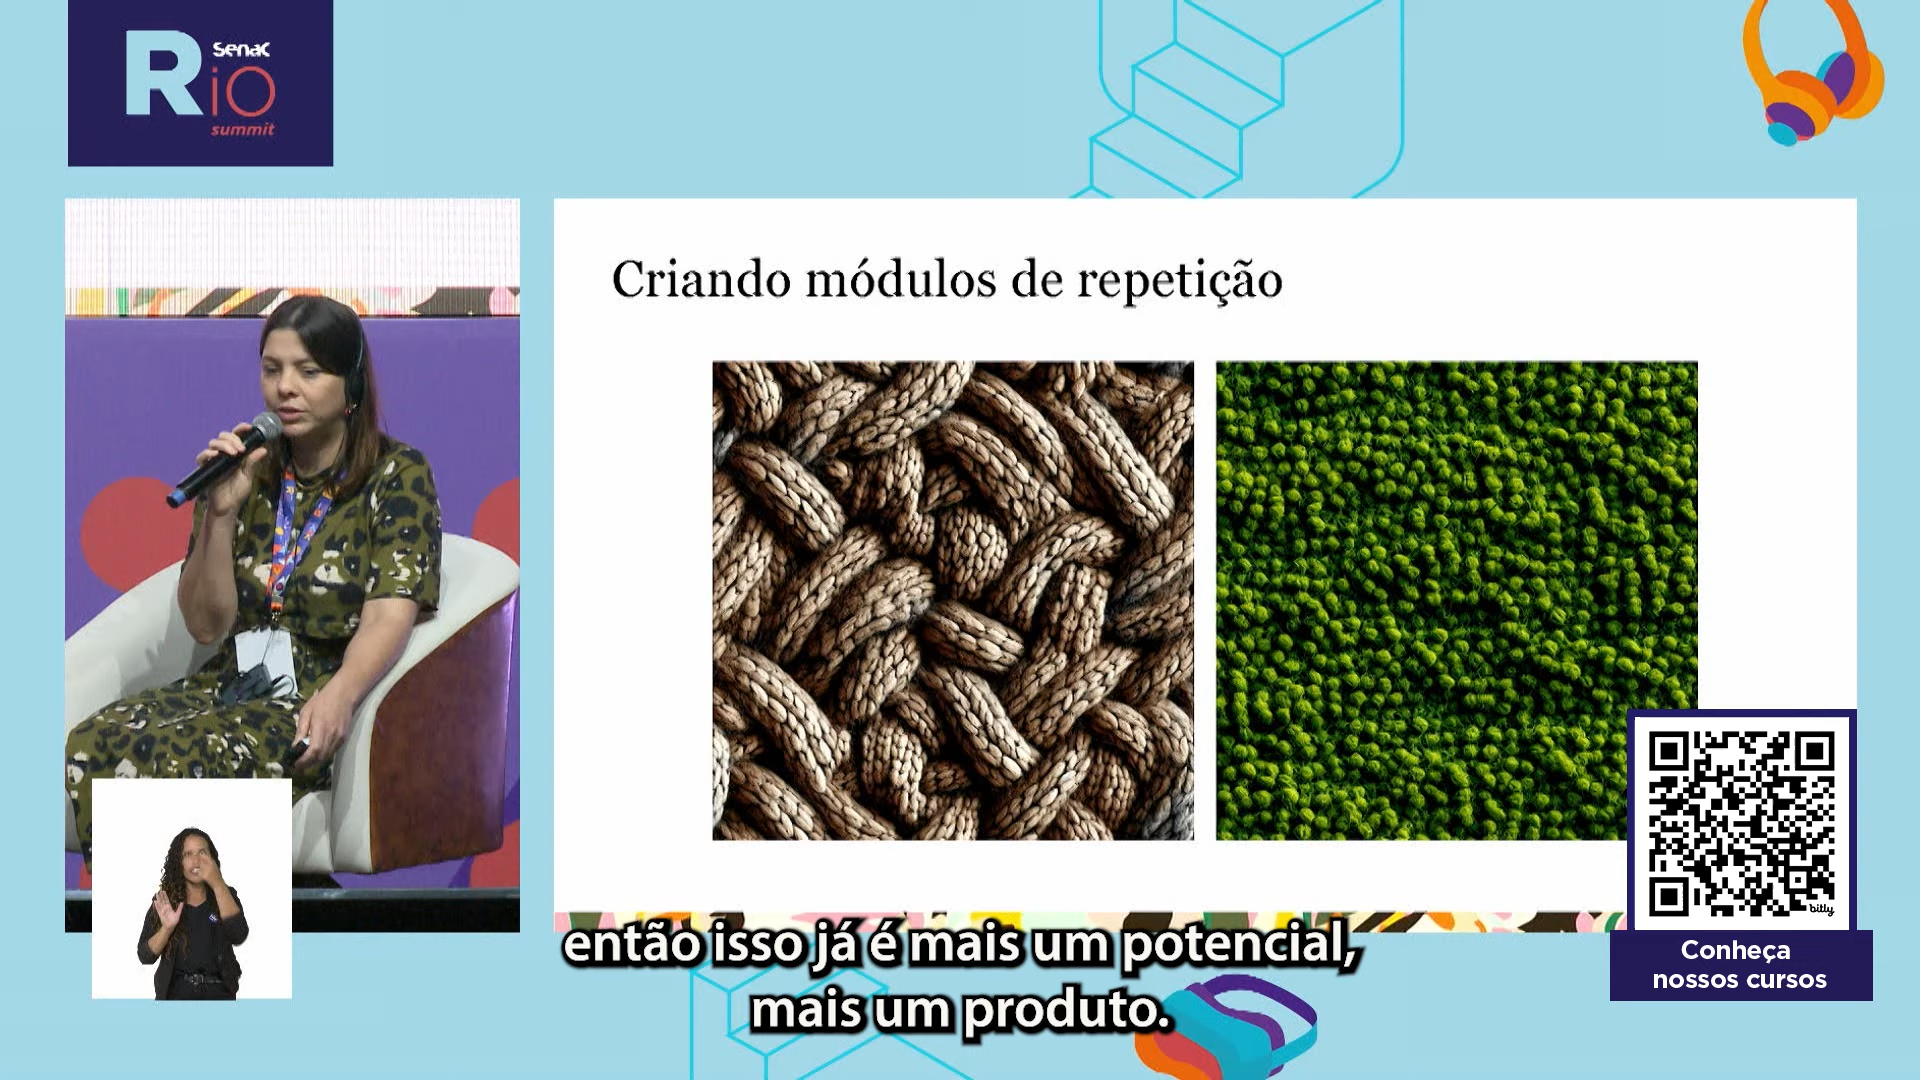 R senac
iO
summit
Criando módulos de repetição
bitly
Conheça
nossos cursos
então isso já é mais um potencial,
mais um produto.